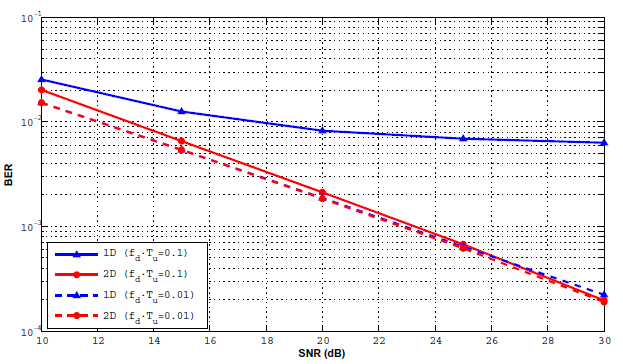 10^-1
10^-2
10^-3
10^-4
BER
1D (f_d·T_u=0.1)
2D (f_d·T_u=0.1)
1D (f_d·T_u=0.01)
2D (f_d·T_u=0.01)
10 12 14 16 18 20 22 24 26 28 30
SNR (dB)